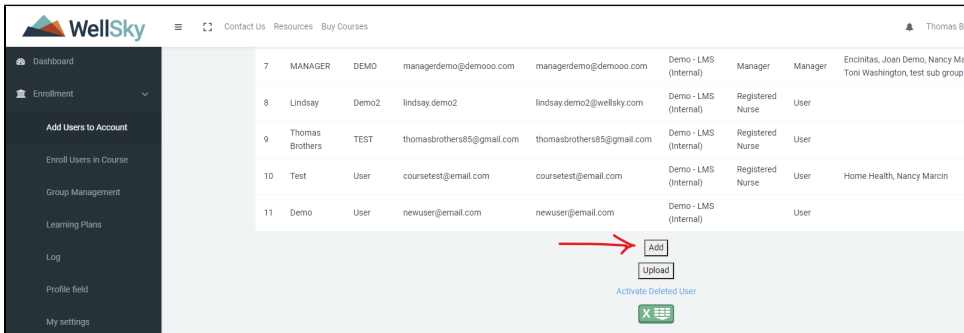 WellSky
Contact Us Resources Buy Courses
Thomas B
Dashboard
Enrollment
Add Users to Account
Enroll Users in Course
Group Management
Learning Plans
Log
Profile field
My settings
7 MANAGER DEMO managerdemo@demooo.com managerdemo@demooo.com Demo - LMS (Internal) Manager Manager Encinitas, Joan Demo, Nancy Ma
Toni Washington, test sub group
8 Lindsay Demo2 lindsay.demo2 lindsay.demo2@wellsky.com Demo - LMS (Internal) Registered Nurse User
9 Thomas Brothers TEST thomasbrothers85@gmail.com thomasbrothers85@gmail.com Demo - LMS (Internal) Registered Nurse User
10 Test User coursetest@email.com coursetest@email.com Demo - LMS (Internal) Registered Nurse User Home Health, Nancy Marcin
11 Demo User newuser@email.com newuser@email.com Demo - LMS (Internal) User
Add
Upload
Activate Deleted User
X